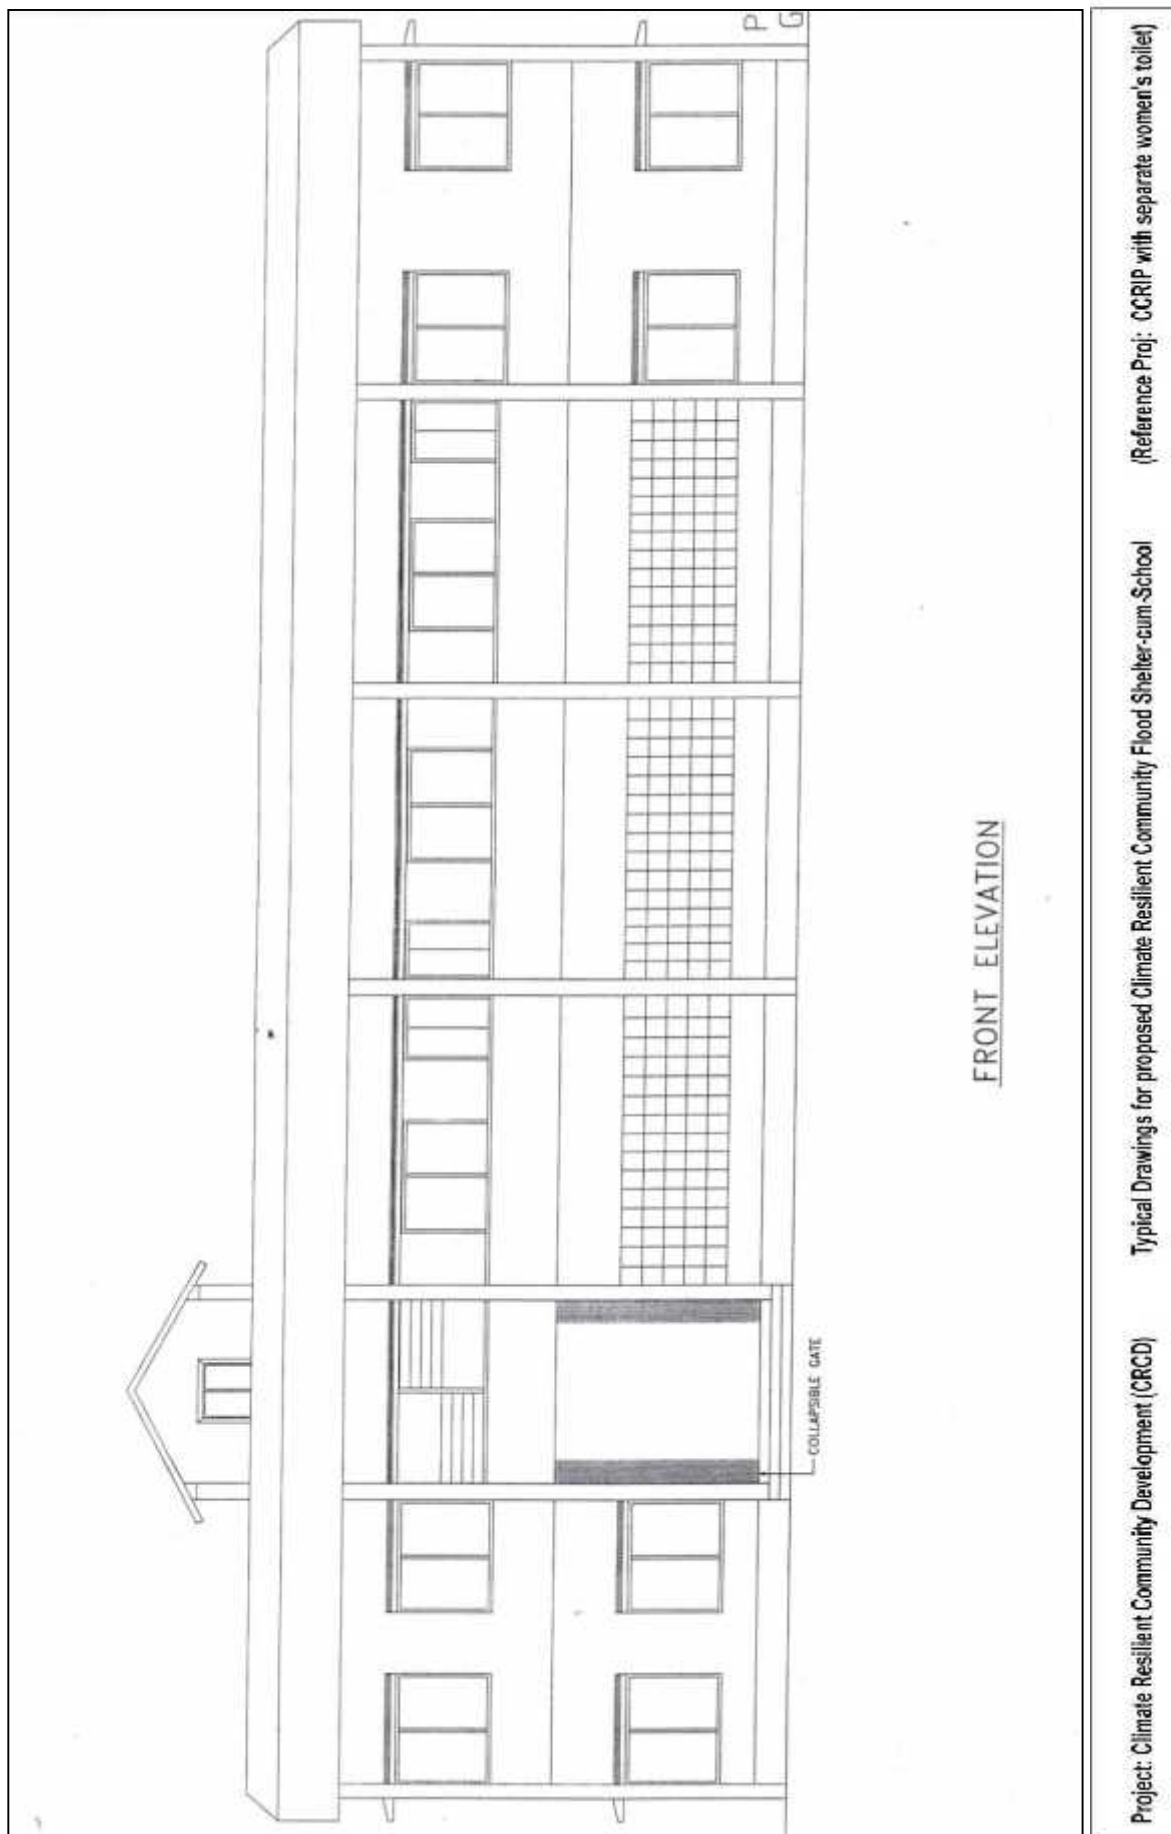 P
G
COLLAPSIBLE GATE
FRONT ELEVATION
Project: Climate Resilient Community Development (CRCD) Typical Drawings for proposed Climate Resilient Community Flood Shelter-cum-School (Reference Proj: CCRIP with separate women's toilet)